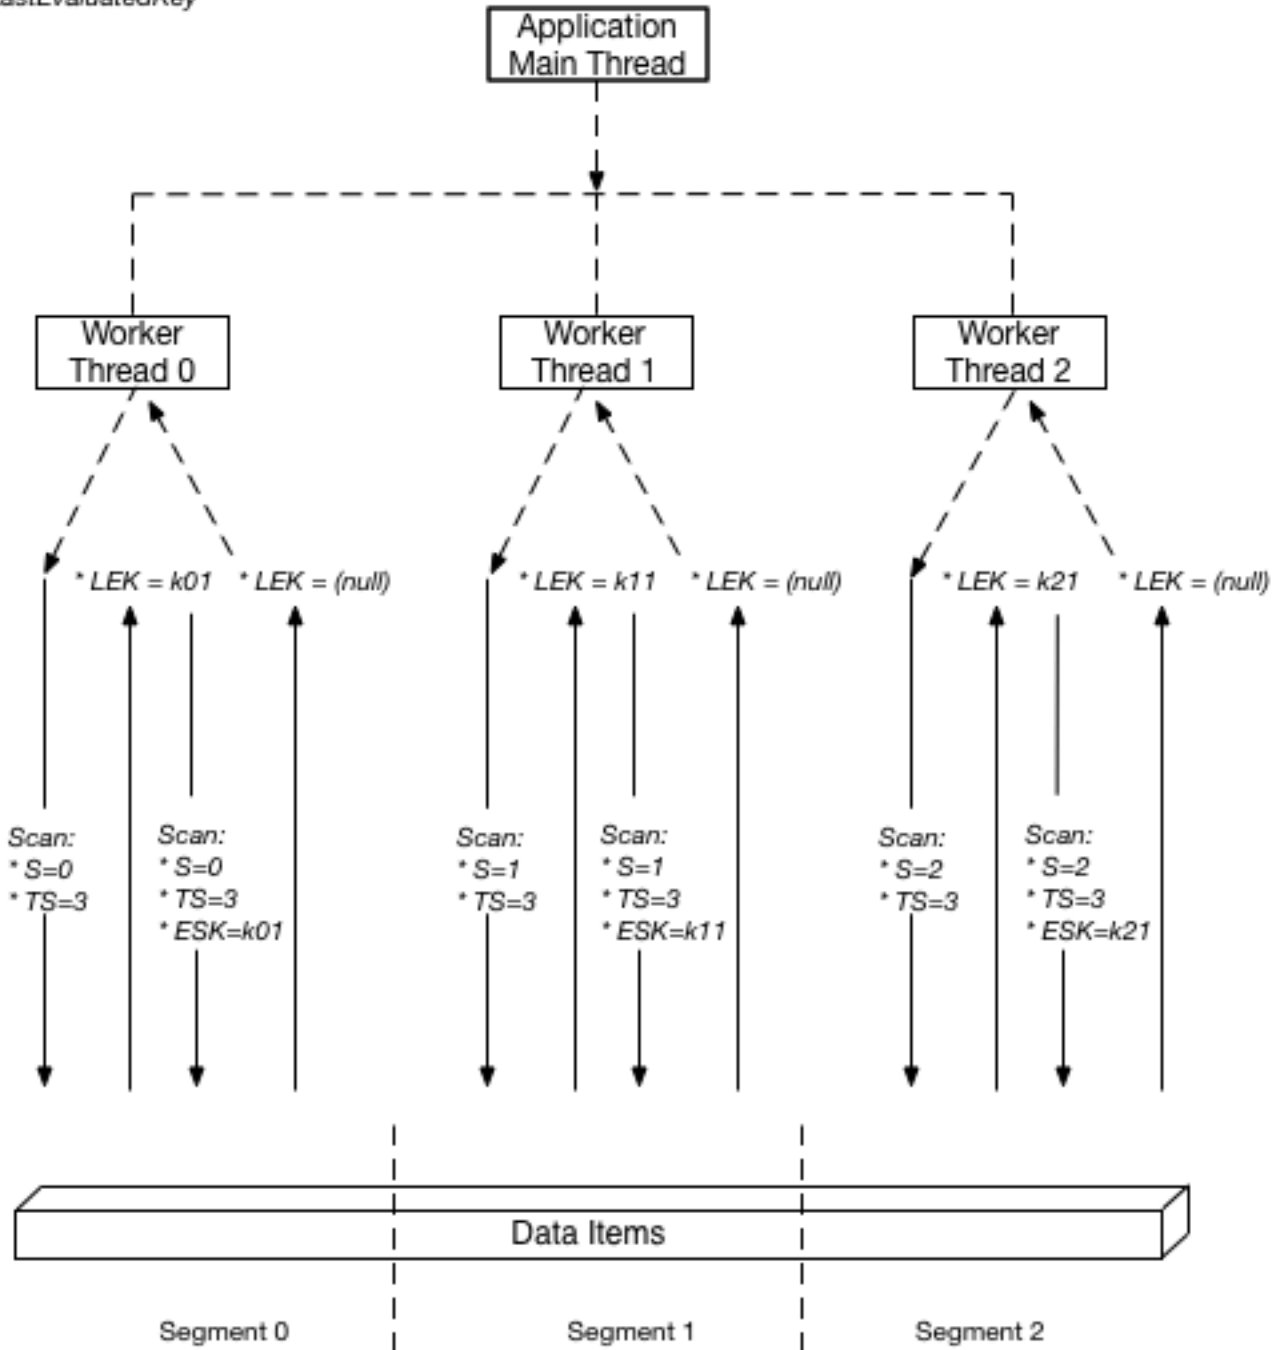 Application
Main Thread
Worker
Thread 0
Worker
Thread 1
Worker
Thread 2
* LEK = k01
* LEK = (null)
* LEK = k11
* LEK = (null)
* LEK = k21
* LEK = (null)
Scan:
* S=0
* TS=3
Scan:
* S=0
* TS=3
* ESK=k01
Scan:
* S=1
* TS=3
Scan:
* S=1
* TS=3
* ESK=k11
Scan:
* S=2
* TS=3
Scan:
* S=2
* TS=3
* ESK=k21
Data Items
Segment 0
Segment 1
Segment 2